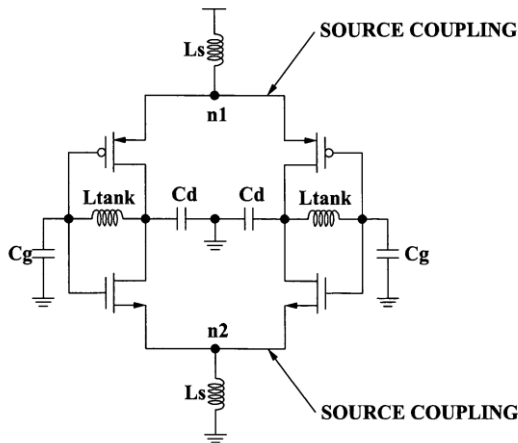 Ls
SOURCE COUPLING
n1
Ltank
Cd
Cd
Ltank
Cg
Cg
n2
Ls
SOURCE COUPLING